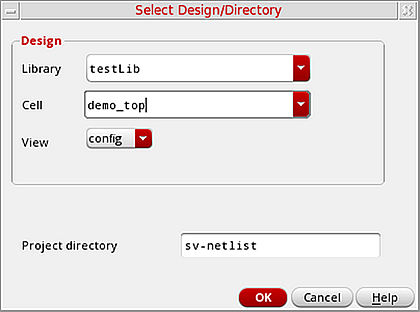 Select Design/Directory
Design
Library testLib
Cell demo_top
View config
Project directory sv-netlist
OK Cancel Help